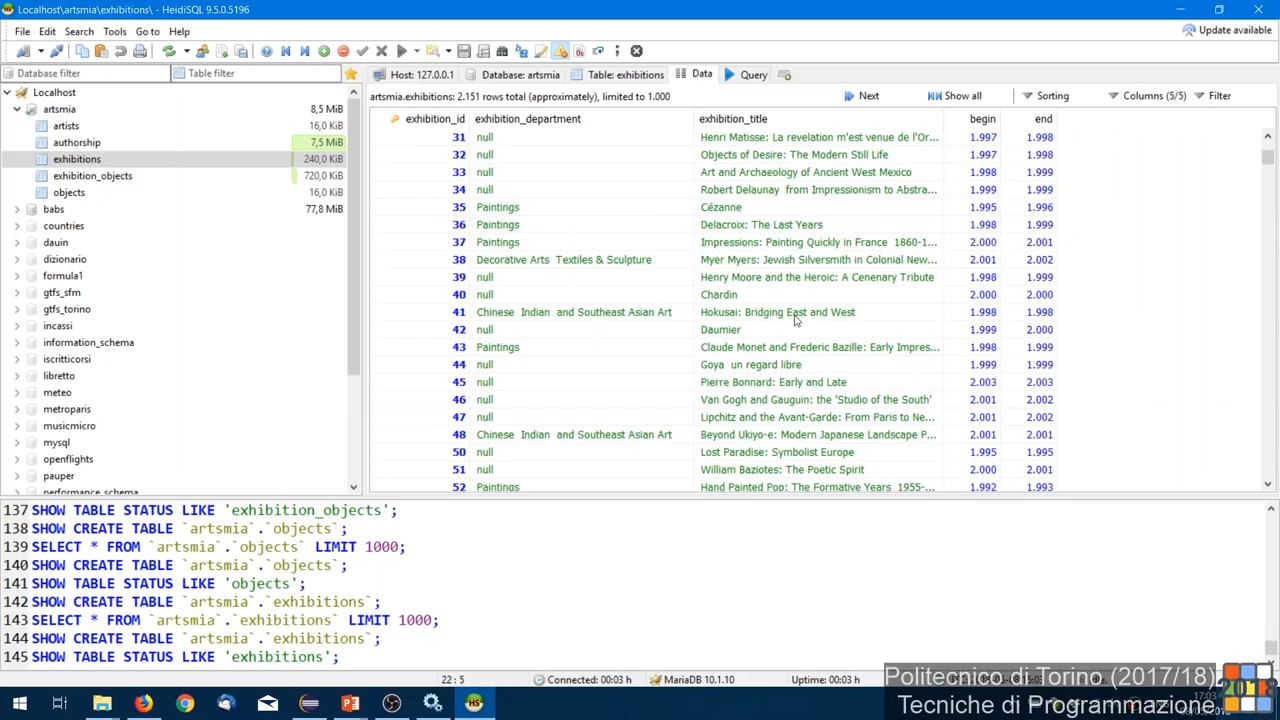 Localhost\artsmia\exhibitions\ - HeidiSQL 9.5.0.5196
File Edit Search Tools Go to Help
Update available
Database filter Table filter Host: 127.0.0.1 Database: artsmia Table: exhibitions Data Query
Localhost
artsmia 8,5 MiB
artists 16,0 KiB
authorship 7,5 MiB
exhibitions 240,0 KiB
exhibition_objects 720,0 KiB
objects 16,0 KiB
babs 77,8 MiB
countries
dauin
dizionario
formula1
gtfs_sfm
gtfs_torino
incassi
information_schema
iscritticorsi
libretto
meteo
metroparis
musicmicro
mysql
openflights
pauper
performance_schema
artsmia.exhibitions: 2.151 rows total (approximately), limited to 1.000 Next Show all Sorting Columns (5/5) Filter
exhibition_id exhibition_department exhibition_title begin end
31 null Henri Matisse: La revelation m'est venue de l'Or... 1.997 1.998
32 null Objects of Desire: The Modern Still Life 1.997 1.998
33 null Art and Archaeology of Ancient West Mexico 1.998 1.999
34 null Robert Delaunay from Impressionism to Abstra... 1.999 1.999
35 Paintings Cézanne 1.995 1.996
36 Paintings Delacroix: The Last Years 1.998 1.999
37 Paintings Impressions: Painting Quickly in France 1860-1... 2.000 2.001
38 Decorative Arts Textiles & Sculpture Myer Myers: Jewish Silversmith in Colonial New... 2.001 2.002
39 null Henry Moore and the Heroic: A Cenenary Tribute 1.998 1.999
40 null Chardin 2.000 2.000
41 Chinese Indian and Southeast Asian Art Hokusai: Bridging East and West 1.998 1.998
42 null Daumier 1.999 2.000
43 Paintings Claude Monet and Frederic Bazille: Early Impres... 1.998 1.999
44 null Goya un regard libre 1.999 1.999
45 null Pierre Bonnard: Early and Late 2.003 2.003
46 null Van Gogh and Gauguin: the 'Studio of the South' 2.001 2.002
47 null Lipchitz and the Avant-Garde: From Paris to Ne... 2.001 2.002
48 Chinese Indian and Southeast Asian Art Beyond Ukiyo-e: Modern Japanese Landscape P... 2.001 2.001
50 null Lost Paradise: Symbolist Europe 1.995 1.995
51 null William Baziotes: The Poetic Spirit 2.000 2.001
52 Paintings Hand Painted Pop: The Formative Years 1955-... 1.992 1.993
137 SHOW TABLE STATUS LIKE 'exhibition_objects';
138 SHOW CREATE TABLE `artsmia`.`objects`;
139 SELECT * FROM `artsmia`.`objects` LIMIT 1000;
140 SHOW CREATE TABLE `artsmia`.`objects`;
141 SHOW TABLE STATUS LIKE 'objects';
142 SHOW CREATE TABLE `artsmia`.`exhibitions`;
143 SELECT * FROM `artsmia`.`exhibitions` LIMIT 1000;
144 SHOW CREATE TABLE `artsmia`.`exhibitions`;
145 SHOW TABLE STATUS LIKE 'exhibitions';
22 : 5 Connected: 00:03 h MariaDB 10.1.10 Uptime: 00:03 h
Politecnico di Torino (2017/18)
Tecniche di Programmazione
2018
17:03